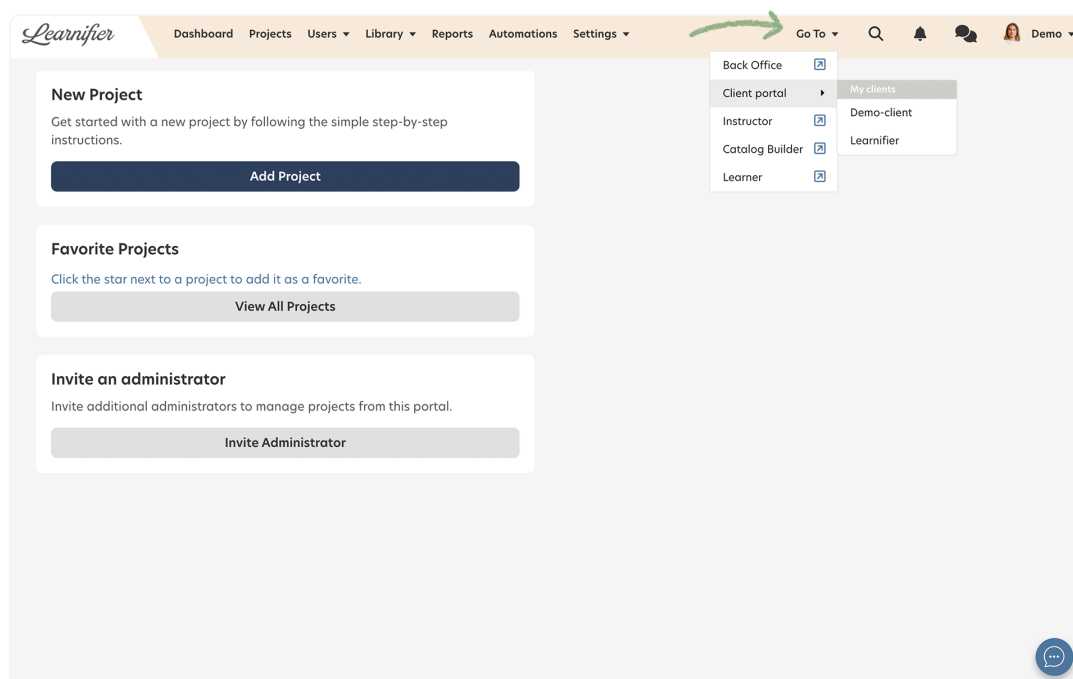 Learnifier
Dashboard Projects Users Library Reports Automations Settings Go To Demo
Back Office
Client portal
Instructor
Catalog Builder
Learner
My clients
Demo-client
Learnifier
New Project
Get started with a new project by following the simple step-by-step
instructions.
Add Project
Favorite Projects
Click the star next to a project to add it as a favorite.
View All Projects
Invite an administrator
Invite additional administrators to manage projects from this portal.
Invite Administrator